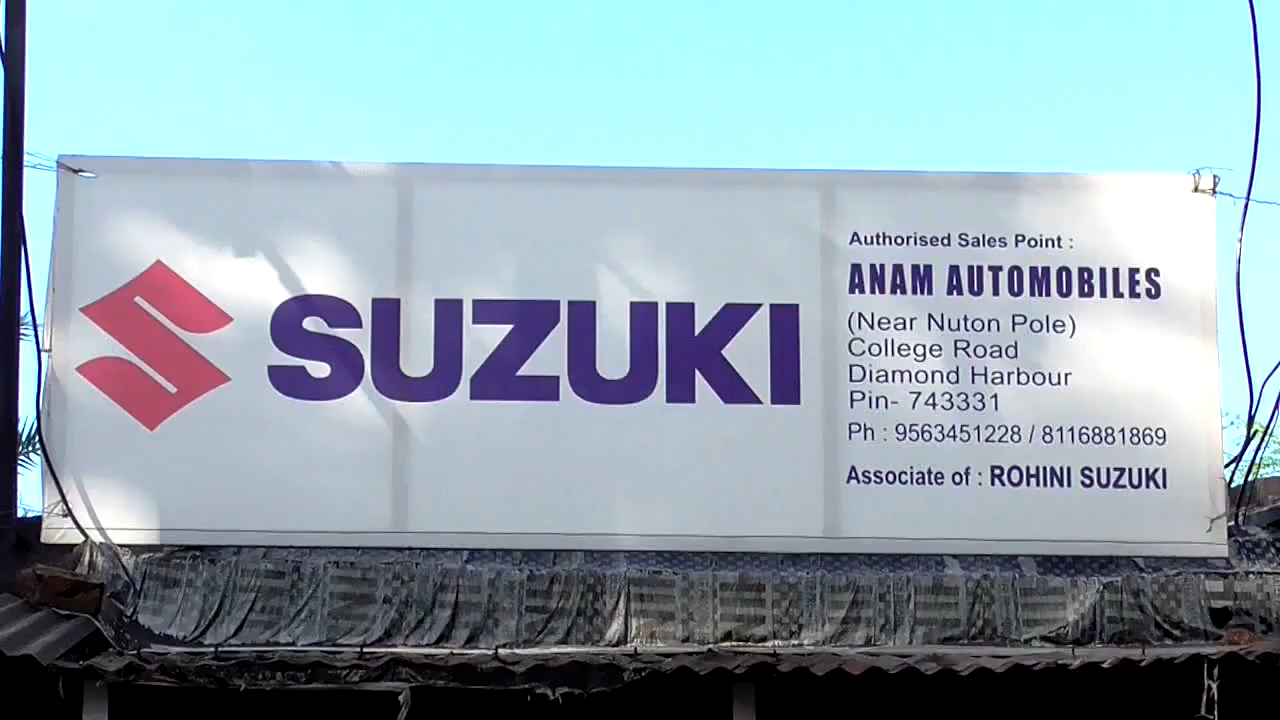 SUZUKI
Authorised Sales Point :
ANAM AUTOMOBILES
(Near Nuton Pole)
College Road
Diamond Harbour
Pin- 743331
Ph : 9563451228 / 8116881869
Associate of : ROHINI SUZUKI